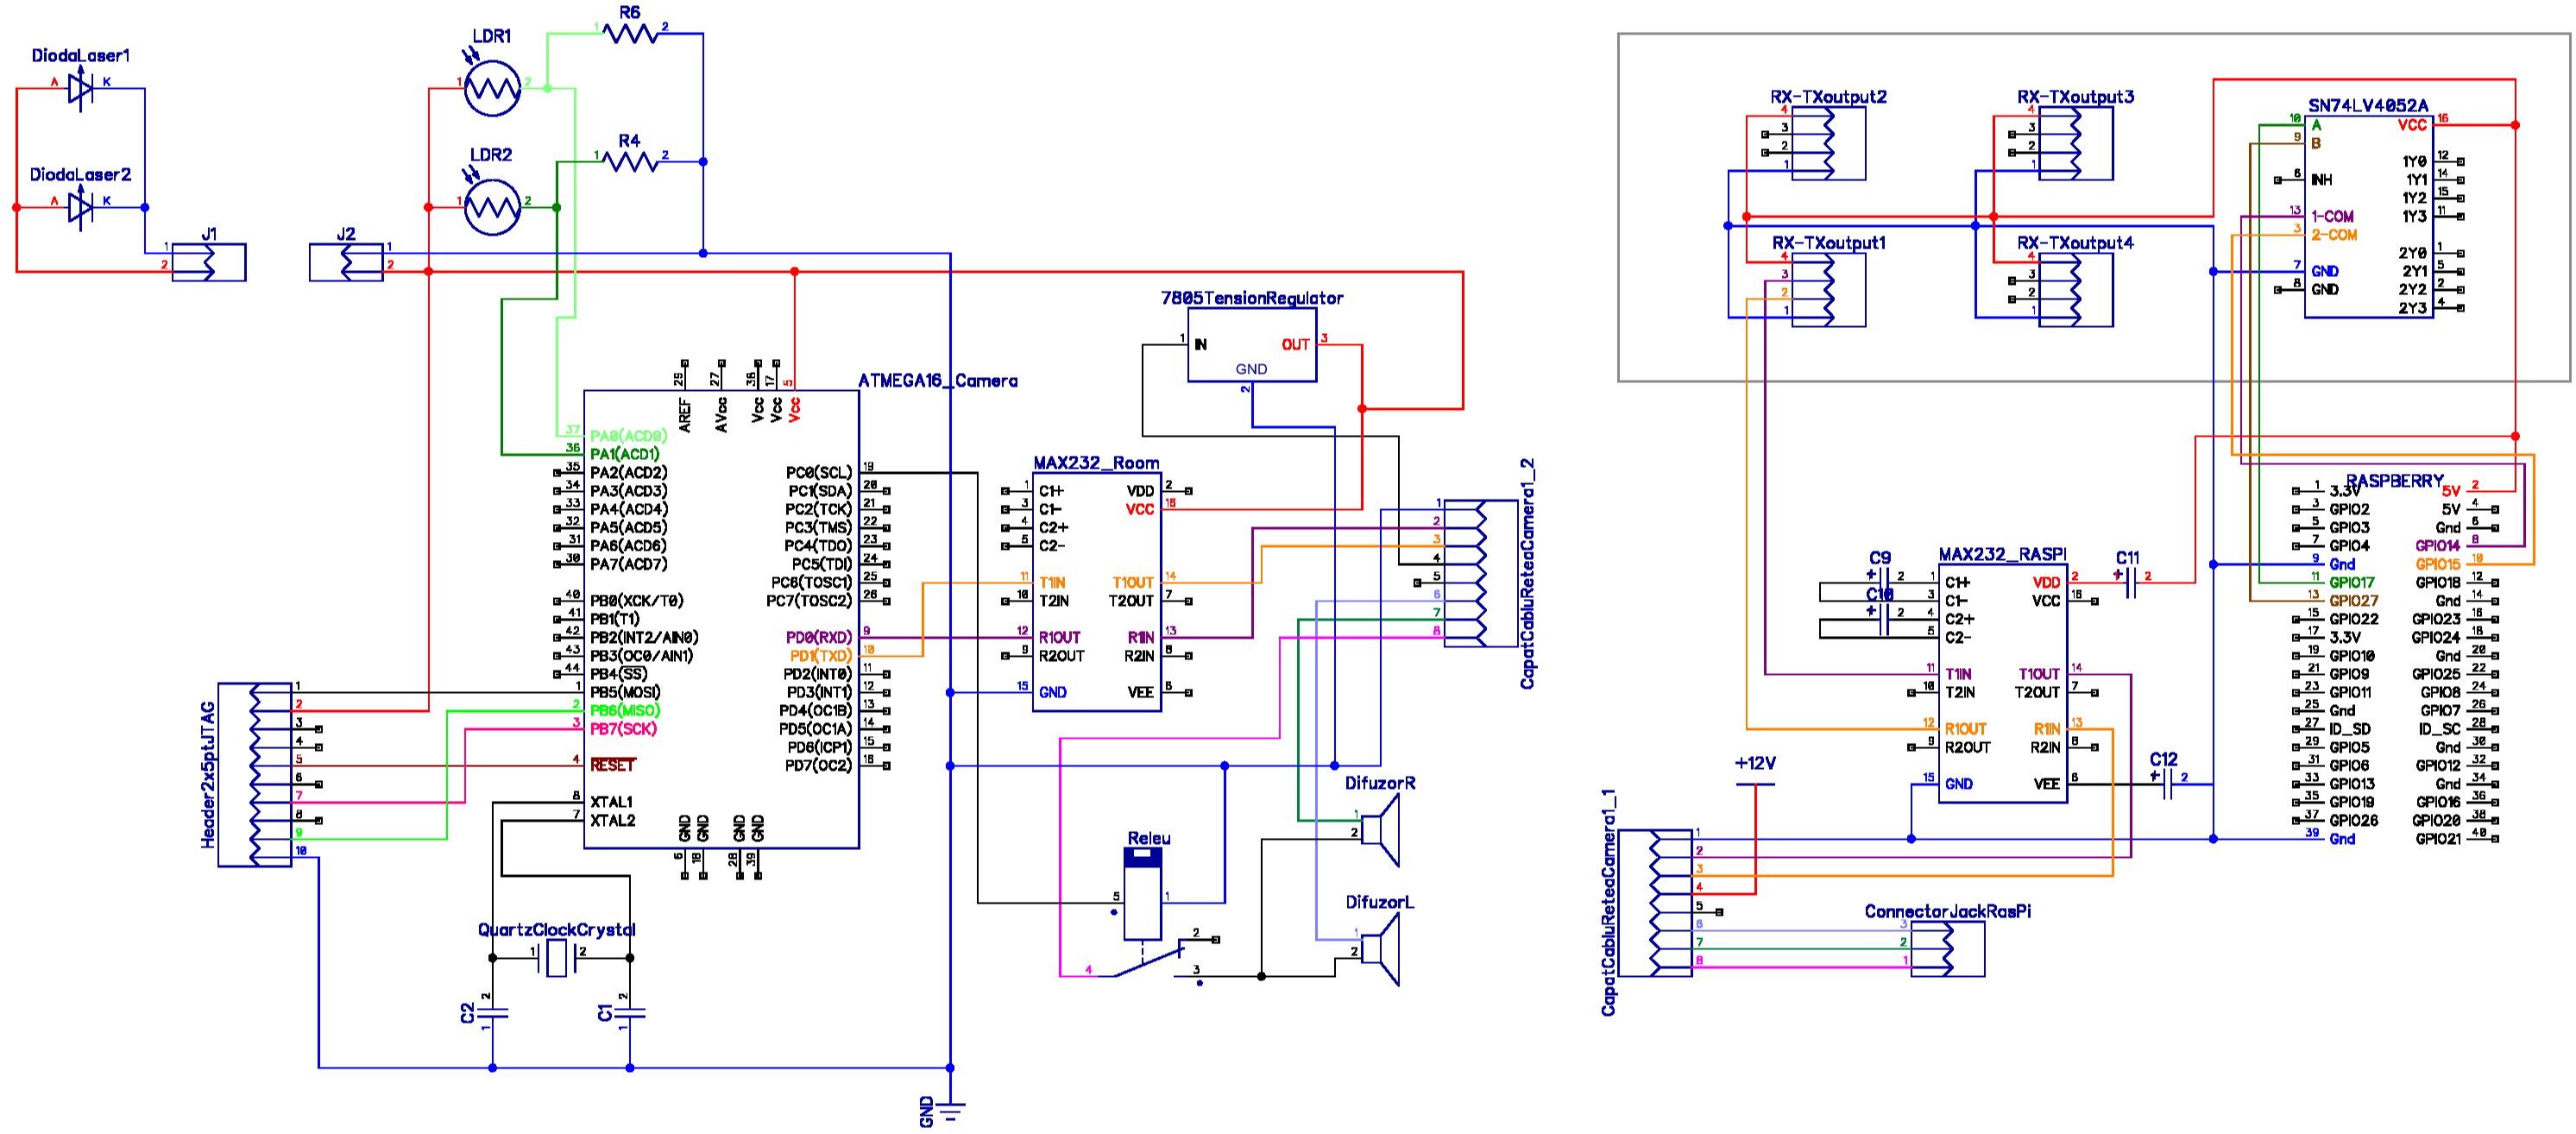 DiodaLaser1
A
K
DiodaLaser2
A
K
J1
1
2
LDR1
1
2
LDR2
1
2
R6
1
2
R4
1
2
J2
1
2
ATMEGA16_Camera
29 AREF
27 AVcc
38 Vcc
17 Vcc
5 Vcc
37 PA0(ACD0)
36 PA1(ACD1)
35 PA2(ACD2)
34 PA3(ACD3)
33 PA4(ACD4)
32 PA5(ACD5)
31 PA6(ACD6)
30 PA7(ACD7)
40 PB0(XCK/T0)
41 PB1(T1)
42 PB2(INT2/AIN0)
43 PB3(OC0/AIN1)
44 PB4(SS)
1 PB5(MOSI)
2 PB6(MISO)
3 PB7(SCK)
4 RESET
8 XTAL1
7 XTAL2
PC0(SCL) 19
PC1(SDA) 20
PC2(TCK) 21
PC3(TMS) 22
PC4(TDO) 23
PC5(TDI) 24
PC6(TOSC1) 25
PC7(TOSC2) 26
PD0(RXD) 9
PD1(TXD) 10
PD2(INT0) 11
PD3(INT1) 12
PD4(OC1B) 13
PD5(OC1A) 14
PD6(ICP1) 15
PD7(OC2) 16
GND 6
GND 18
GND 28
GND 39
Header2x5ptJTAG
1
2
3
4
5
6
7
8
9
10
QuartzClockCrystal
1
2
C2
2
1
C1
2
1
GND
7805TensionRegulator
1 IN
OUT 3
GND
2
MAX232_Room
1 C1+
3 C1-
4 C2+
5 C2-
11 T1IN
10 T2IN
12 R1OUT
9 R2OUT
15 GND
VDD 2
VCC 16
T1OUT 14
T2OUT 7
R1IN 13
R2IN 8
VEE 6
CapatCabluReteaCamera1_2
1
2
3
4
5
6
7
8
Releu
5
1
2
4
3
DifuzorR
1
2
DifuzorL
1
2
RX-TXoutput2
4
3
2
1
RX-TXoutput3
4
3
2
1
RX-TXoutput1
4
3
2
1
RX-TXoutput4
4
3
2
1
SN74LV4052A
10 A
9 B
6 INH
13 1-COM
3 2-COM
7 GND
8 GND
VCC 16
1Y0 12
1Y1 14
1Y2 15
1Y3 11
2Y0 1
2Y1 5
2Y2 2
2Y3 4
RASPBERRY
1 3.3V
3 GPIO2
5 GPIO3
7 GPIO4
9 Gnd
11 GPIO17
13 GPIO27
15 GPIO22
17 3.3V
19 GPIO10
21 GPIO9
23 GPIO11
25 Gnd
27 ID_SD
29 GPIO5
31 GPIO6
33 GPIO13
35 GPIO19
37 GPIO26
39 Gnd
5V 2
5V 4
Gnd 6
GPIO14 8
GPIO15 10
GPIO18 12
Gnd 14
GPIO23 16
GPIO24 18
Gnd 20
GPIO25 22
GPIO8 24
GPIO7 26
ID_SC 28
Gnd 30
GPIO12 32
Gnd 34
GPIO16 36
GPIO20 38
GPIO21 40
MAX232_RASPI
1 C1+
3 C1-
4 C2+
5 C2-
11 T1IN
10 T2IN
12 R1OUT
9 R2OUT
15 GND
VDD 2
VCC 16
T1OUT 14
T2OUT 7
R1IN 13
R2IN 8
VEE 6
C9
+ 2
C10
+ 2
C11
+ 2
C12
+ 2
+12V
CapatCabluReteaCamera1_1
1
2
3
4
5
6
7
8
ConnectorJackRasPi
3
2
1